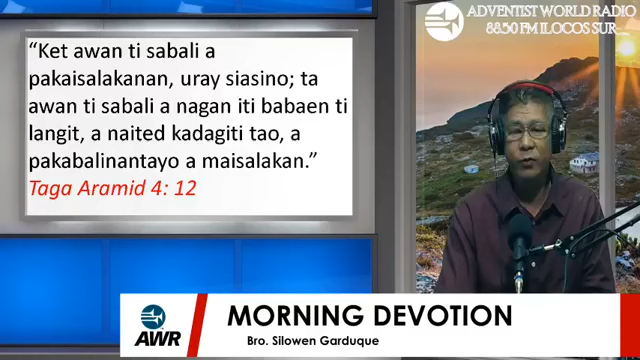 “Ket awan ti sabali a
pakaisalakanan, uray siasino; ta
awan ti sabali a nagan iti babaen ti
langit, a naited kadagiti tao, a
pakabalinantayo a maisalakan.”
Taga Aramid 4: 12
ADVENTIST WORLD RADIO
88.50 FM ILOCOS SUR
AWR
MORNING DEVOTION
Bro. Silowen Garduque